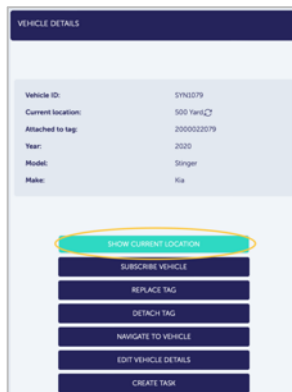 VEHICLE DETAILS
Vehicle ID: SYN1079
Current location: 500 Yard
Attached to tag: 2000022079
Year: 2020
Model: Stinger
Make: Kia
SHOW CURRENT LOCATION
SUBSCRIBE VEHICLE
REPLACE TAG
DETACH TAG
NAVIGATE TO VEHICLE
EDIT VEHICLE DETAILS
CREATE TASK